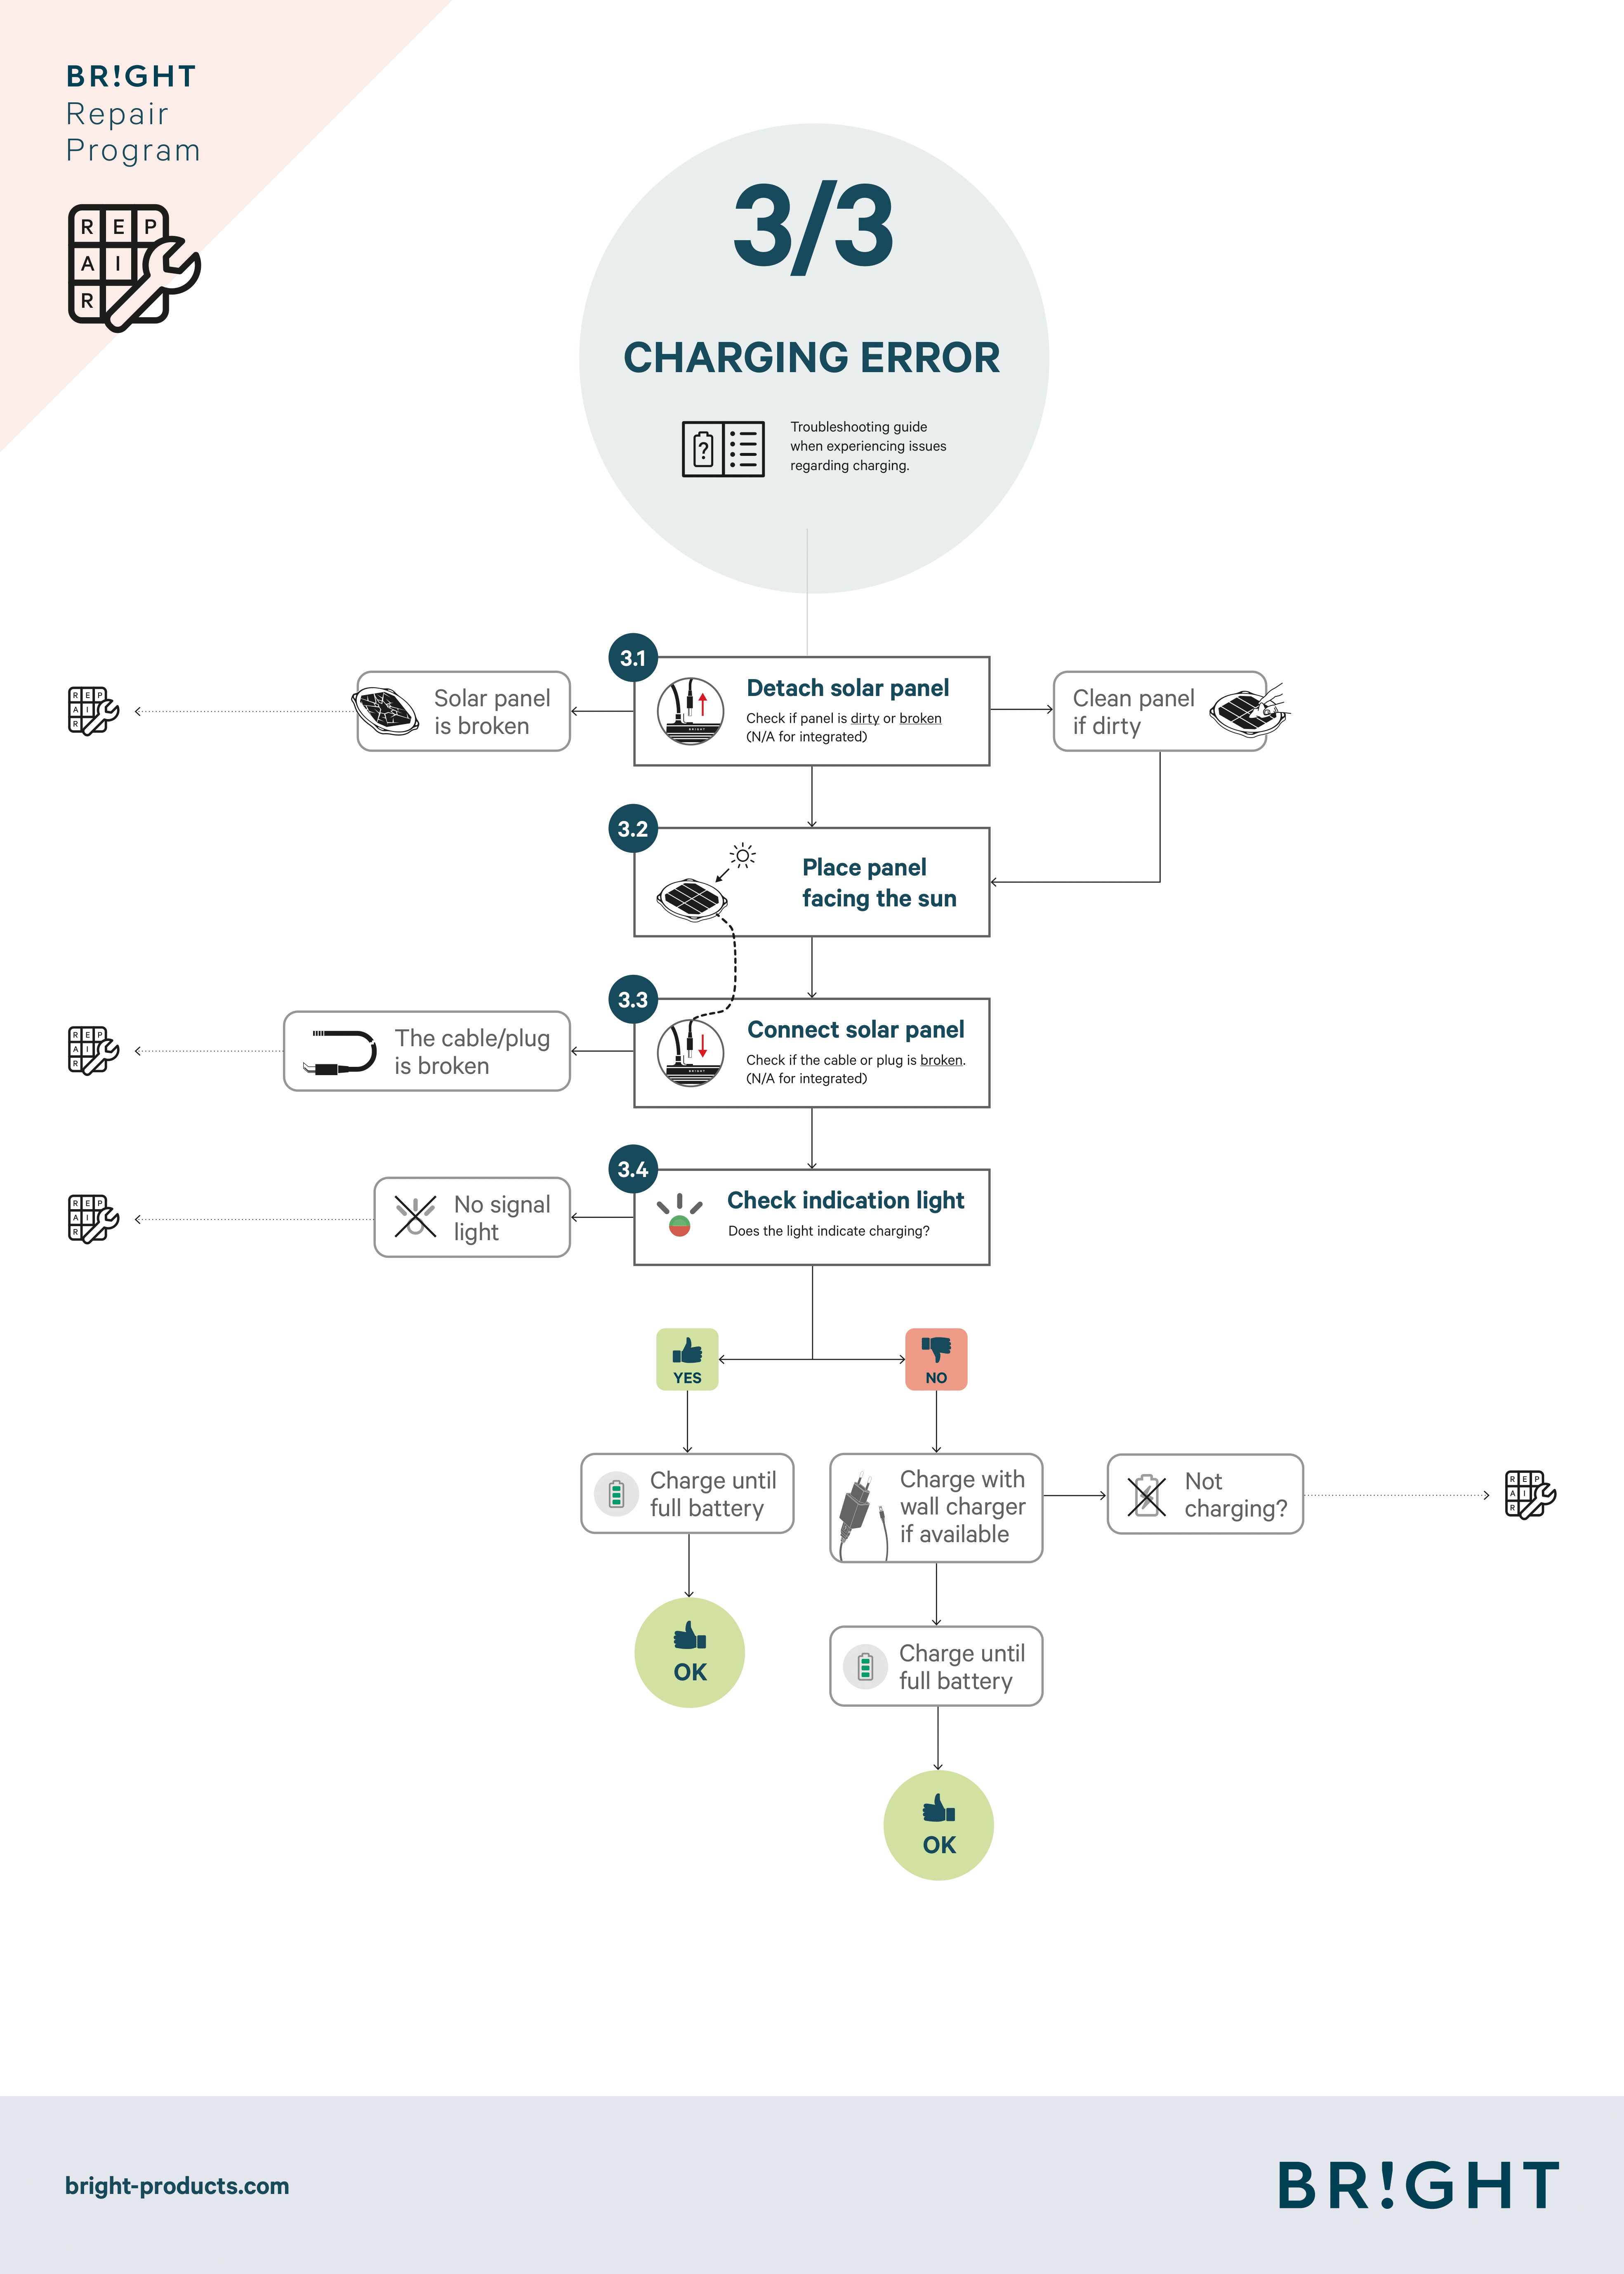 BR!GHT
Repair
Program
R E P
A I
R
3/3
CHARGING ERROR
?
Troubleshooting guide
when experiencing issues
regarding charging.
3.1
Detach solar panel
Check if panel is dirty or broken
(N/A for integrated)
BRIGHT
Solar panel
is broken
R E P
A I
R
Clean panel
if dirty
3.2
Place panel
facing the sun
3.3
Connect solar panel
Check if the cable or plug is broken.
(N/A for integrated)
BRIGHT
The cable/plug
is broken
R E P
A I
R
3.4
Check indication light
Does the light indicate charging?
No signal
light
R E P
A I
R
YES
NO
Charge until
full battery
Charge with
wall charger
if available
Not
charging?
R E P
A I
R
OK
Charge until
full battery
OK
bright-products.com
BR!GHT